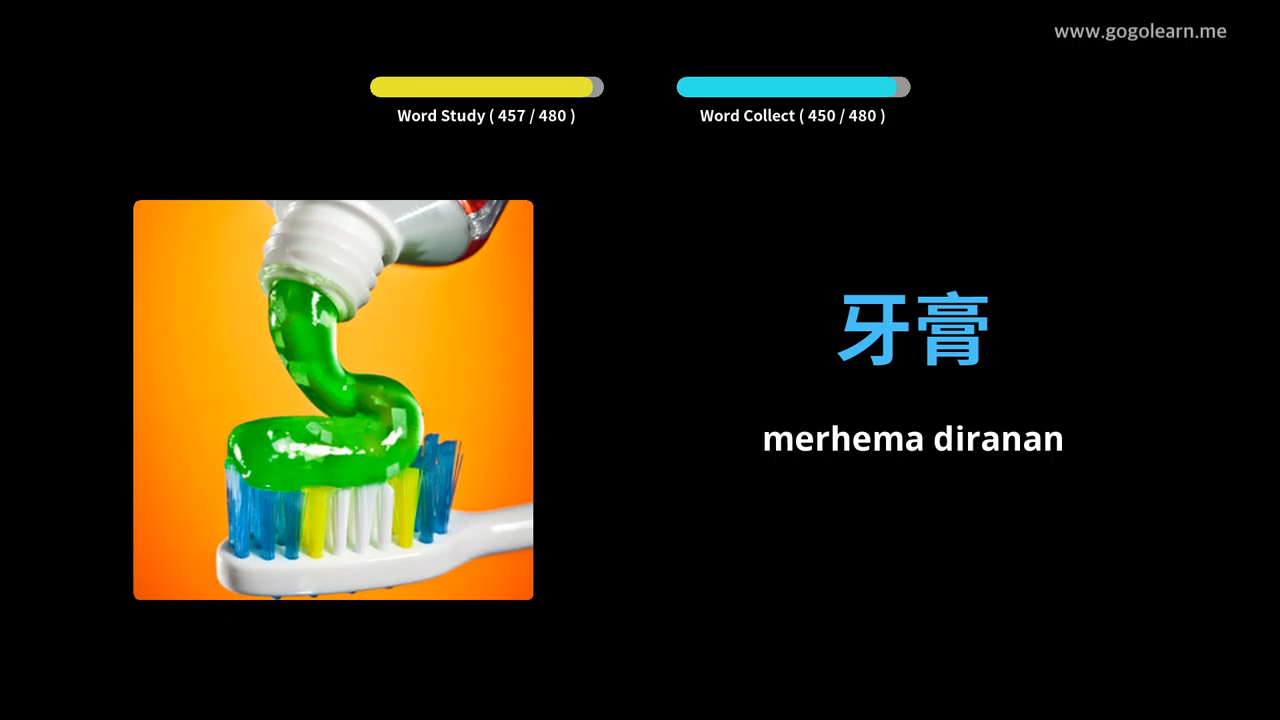 www.gogolearn.me
Word Study ( 457 / 480 )
Word Collect ( 450 / 480 )
牙膏
merhema diranan